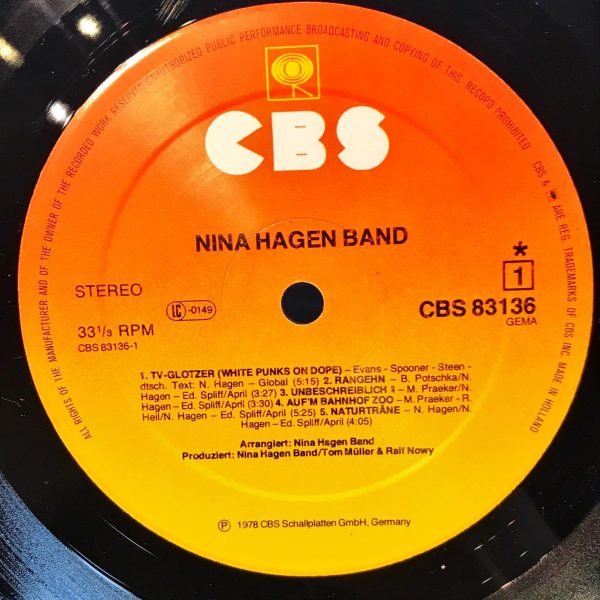 ALL RIGHTS OF THE MANUFACTURER AND OF THE OWNER OF THE RECORDED WORK RESERVED UNAUTHORIZED PUBLIC PERFORMANCE BROADCASTING AND COPYING OF THIS RECORD PROHIBITED
CBS & ARE REG. TRADEMARKS OF CBS INC. MADE IN HOLLAND
CBS
NINA HAGEN BAND
STEREO
LC-0149
*
1
33 1/3 RPM
CBS 83136
CBS 83136-1
GEMA
1. TV-GLOTZER (WHITE PUNKS ON DOPE) – Evans - Spooner - Steen -
dtsch. Text: N. Hagen – Global (5:15) 2. RANGEHN – B. Potschka/N.
Hagen – Ed. Spliff/April (3:27) 3. UNBESCHREIBLICH – M. Praeker/N.
Hagen – Ed. Spliff/April (3:30) 4. AUF'M BAHNHOF ZOO – M. Praeker - R.
Heil/N. Hagen – Ed. Spliff/April (5:25) 5. NATURTRÄNE – N. Hagen/N.
Hagen – Ed. Spliff/April (4:05)
Arrangiert: Nina Hagen Band
Produziert: Nina Hagen Band/Tom Müller & Ralf Nowy
Ⓟ 1978 CBS Schallplatten GmbH, Germany